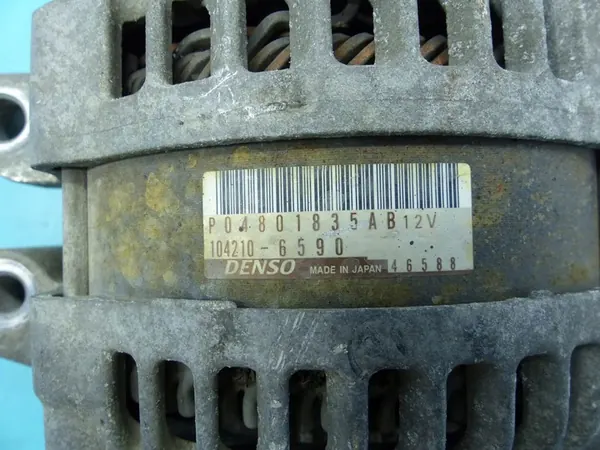 P04801835AB 12V
104210-6590
DENSO MADE IN JAPAN 46588